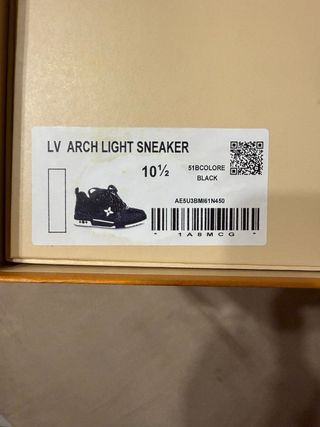 LV ARCH LIGHT SNEAKER
10½
51BCOLORE
BLACK
AE5U3BMI61N450
* 1A8MCG *